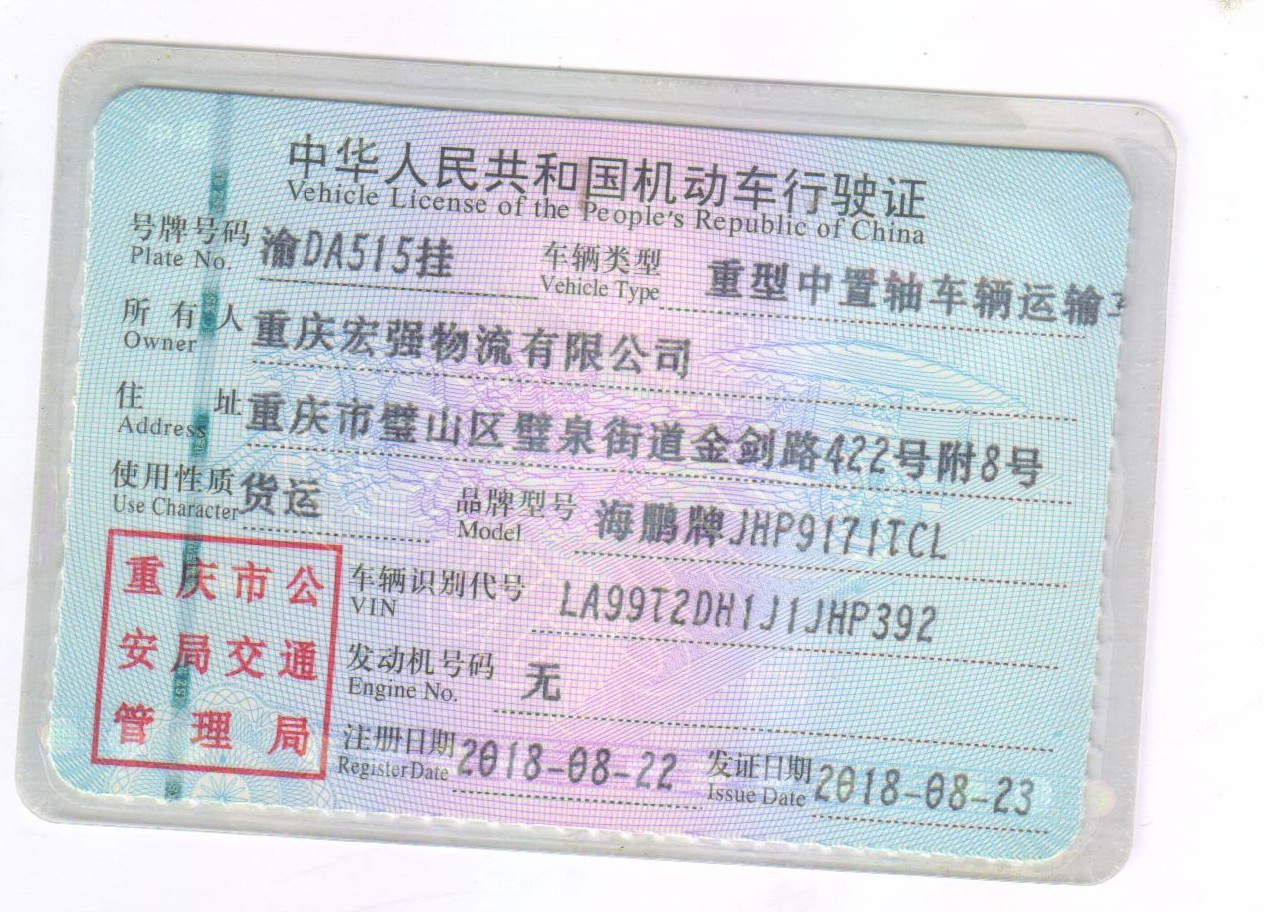 中华人民共和国机动车行驶证
Vehicle License of the People's Republic of China
号牌号码 渝DA515挂 车辆类型 重型中置轴车辆运输车
Plate No. Vehicle Type
所有人 重庆宏强物流有限公司
Owner
住址 重庆市璧山区璧泉街道金剑路422号附8号
Address
使用性质 货运 品牌型号 海鹏牌JHP9171TCL
Use Character Model
重庆市公
安局交通
管理局
车辆识别代号 LA99T2DH1J1JHP392
VIN
发动机号码 无
Engine No.
注册日期 2018-08-22 发证日期 2018-08-23
Register Date Issue Date